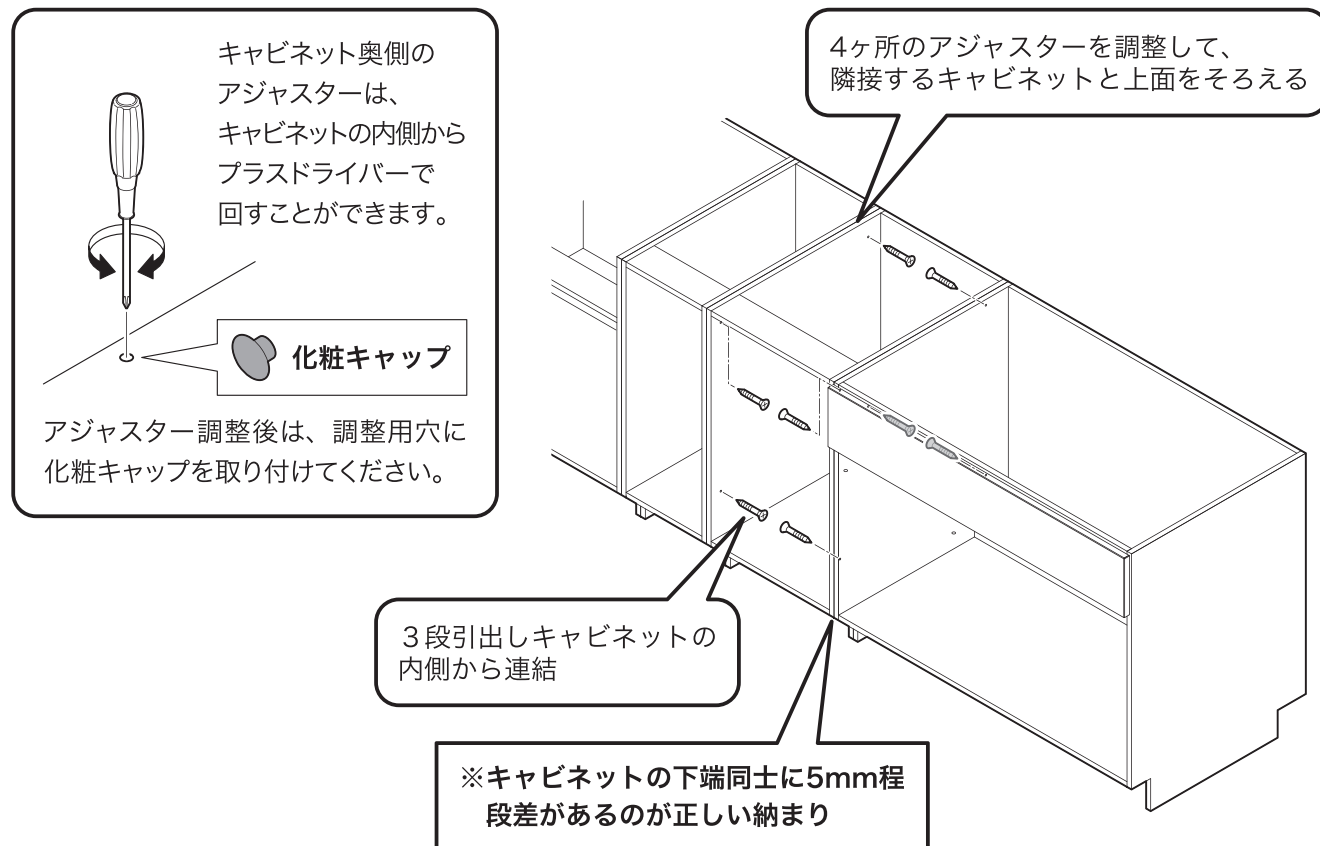 キャビネット奥側の
アジャスターは、
キャビネットの内側から
プラスドライバーで
回すことができます。
化粧キャップ
アジャスター調整後は、調整用穴に
化粧キャップを取り付けてください。
4ヶ所のアジャスターを調整して、
隣接するキャビネットと上面をそろえる
３段引出しキャビネットの
内側から連結
※キャビネットの下端同士に5mm程
段差があるのが正しい納まり